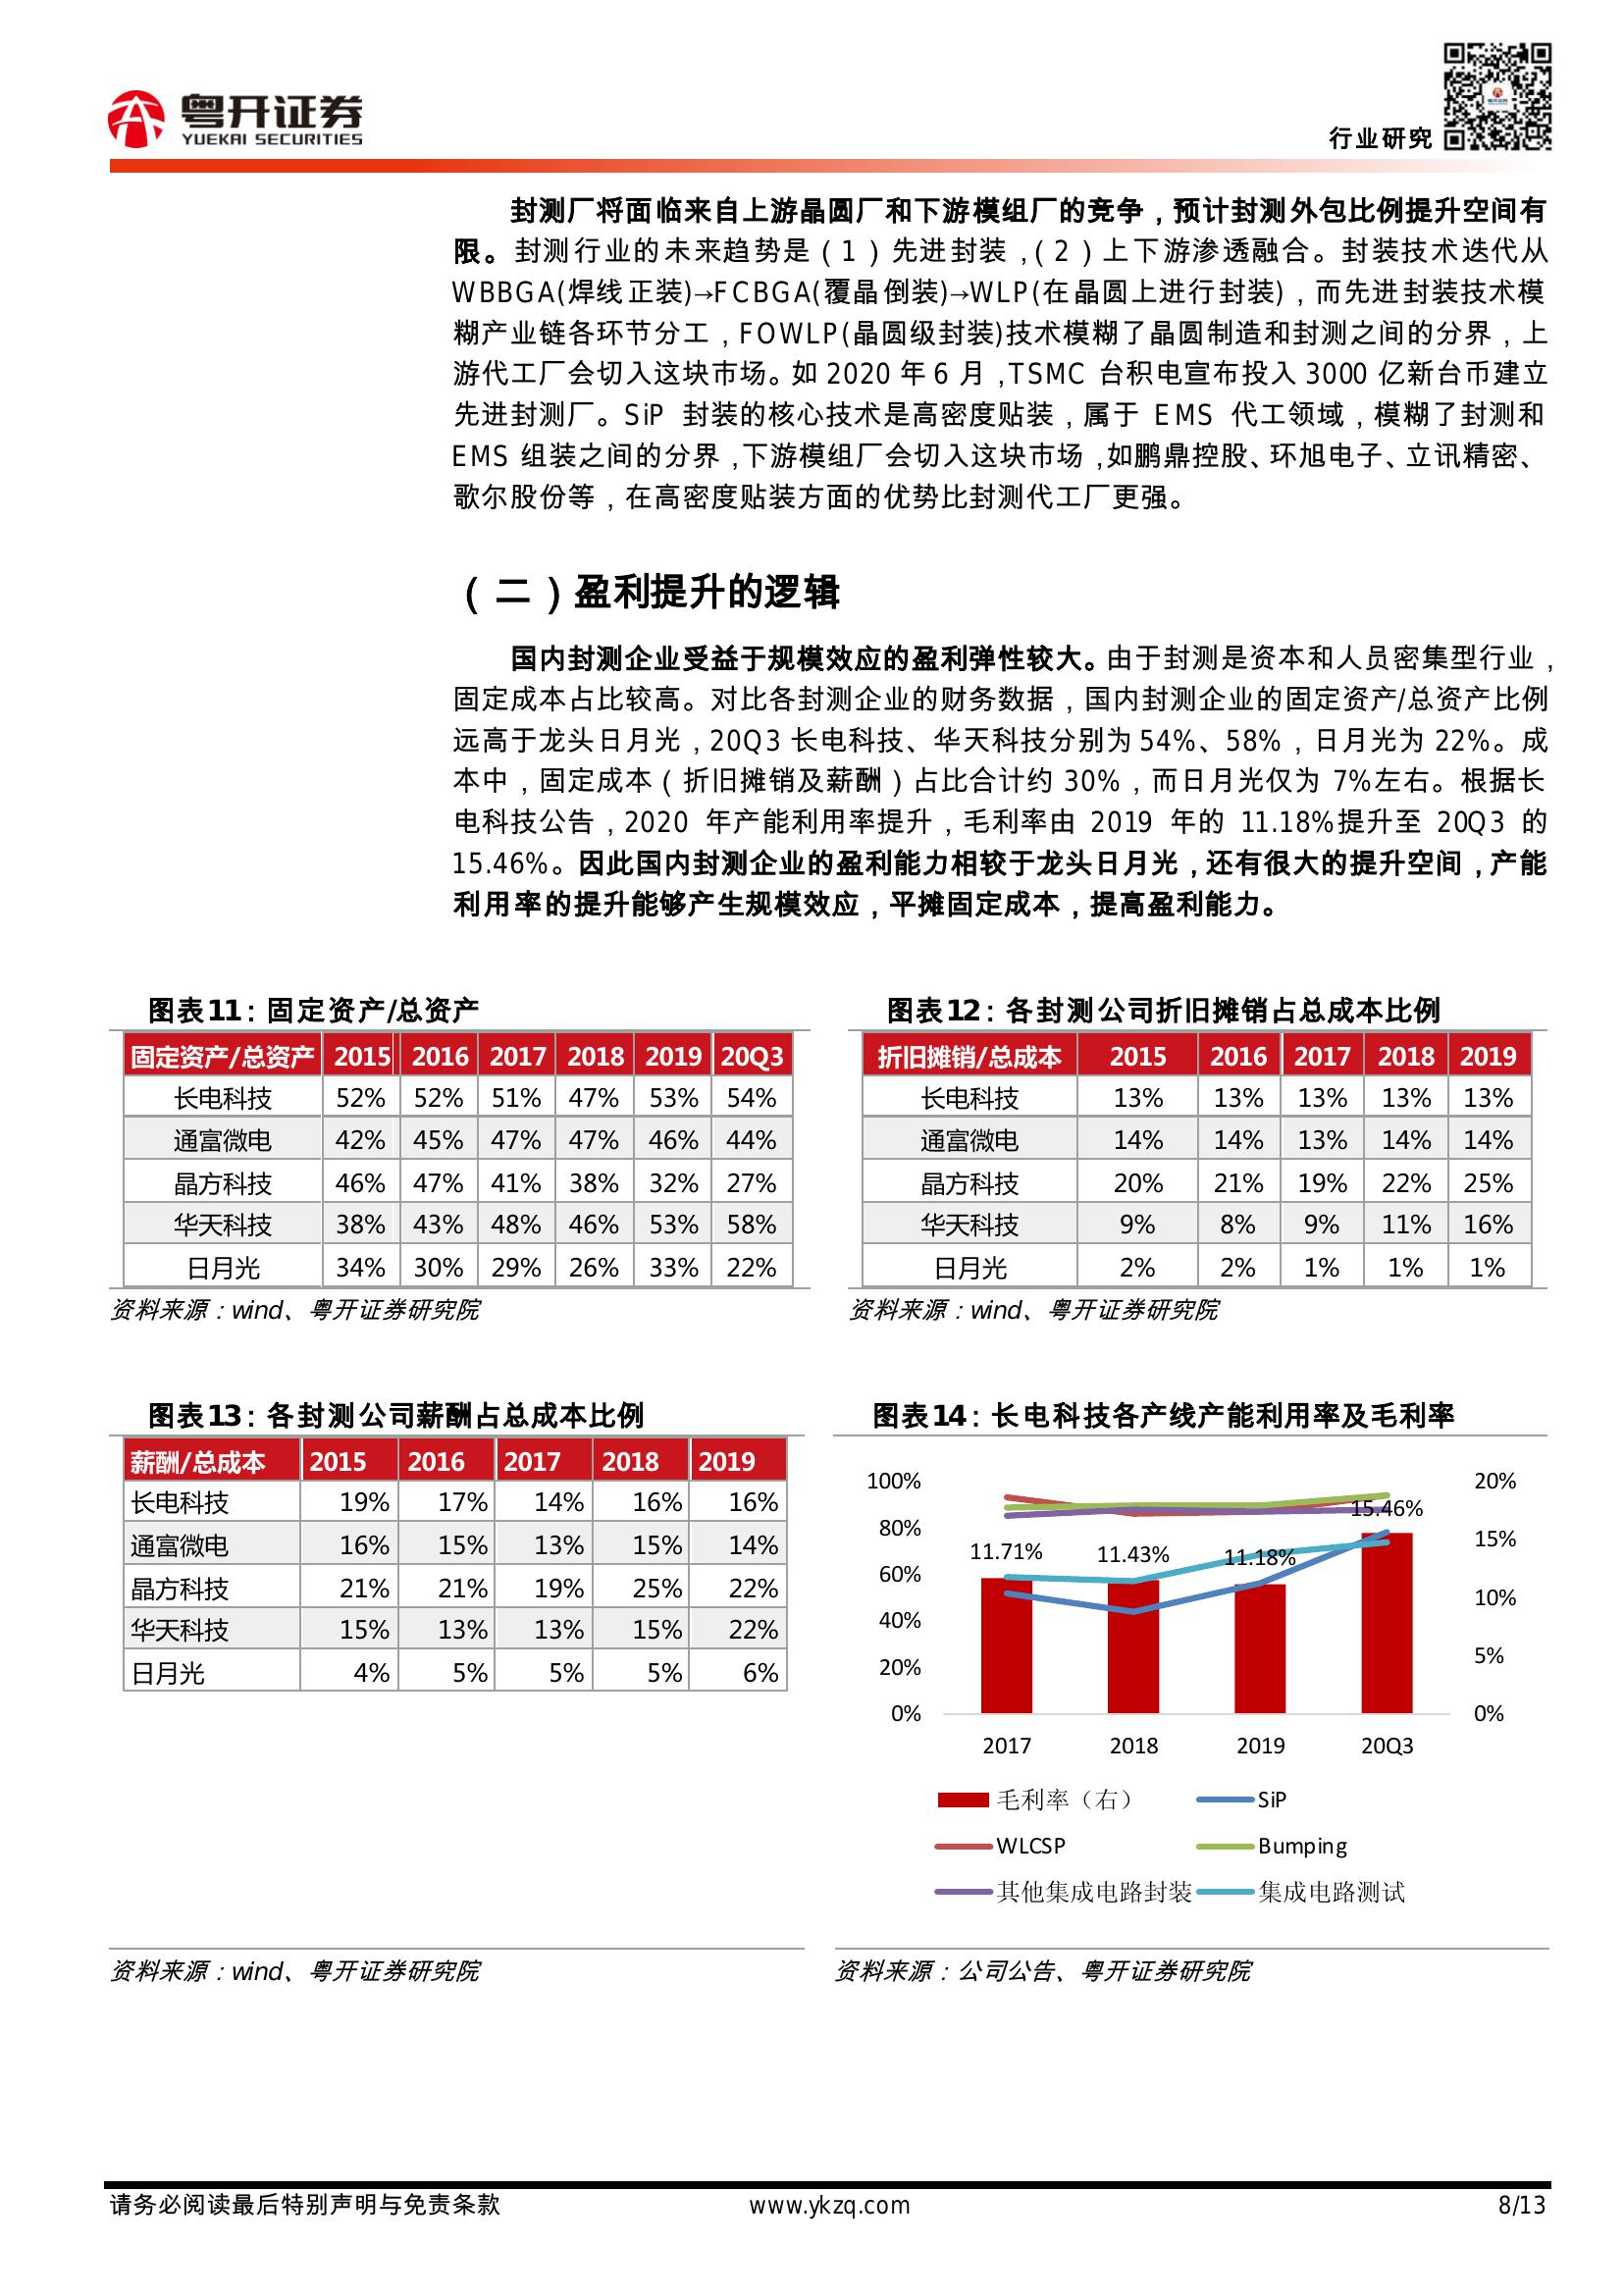 粤开证券
YUEKAI SECURITIES
行业研究
封测厂将面临来自上游晶圆厂和下游模组厂的竞争，预计封测外包比例提升空间有
限。封测行业的未来趋势是（1）先进封装，（2）上下游渗透融合。封装技术迭代从
WBBGA(焊线正装)→FCBGA(覆晶倒装)→WLP(在晶圆上进行封装)，而先进封装技术模
糊产业链各环节分工，FOWLP(晶圆级封装)技术模糊了晶圆制造和封测之间的分界，上
游代工厂会切入这块市场。如 2020 年 6 月，TSMC 台积电宣布投入 3000 亿新台币建立
先进封测厂。SiP 封装的核心技术是高密度贴装，属于 EMS 代工领域，模糊了封测和
EMS 组装之间的分界，下游模组厂会切入这块市场，如鹏鼎控股、环旭电子、立讯精密、
歌尔股份等，在高密度贴装方面的优势比封测代工厂更强。
（二）盈利提升的逻辑
国内封测企业受益于规模效应的盈利弹性较大。由于封测是资本和人员密集型行业，
固定成本占比较高。对比各封测企业的财务数据，国内封测企业的固定资产/总资产比例
远高于龙头日月光，20Q3 长电科技、华天科技分别为 54%、58%，日月光为 22%。成
本中，固定成本（折旧摊销及薪酬）占比合计约 30%，而日月光仅为 7%左右。根据长
电科技公告，2020 年产能利用率提升，毛利率由 2019 年的 11.18%提升至 20Q3 的
15.46%。因此国内封测企业的盈利能力相较于龙头日月光，还有很大的提升空间，产能
利用率的提升能够产生规模效应，平摊固定成本，提高盈利能力。
图表11：固定资产/总资产
固定资产/总资产 2015 2016 2017 2018 2019 20Q3
长电科技 52% 52% 51% 47% 53% 54%
通富微电 42% 45% 47% 47% 46% 44%
晶方科技 46% 47% 41% 38% 32% 27%
华天科技 38% 43% 48% 46% 53% 58%
日月光 34% 30% 29% 26% 33% 22%
资料来源：wind、粤开证券研究院
图表12：各封测公司折旧摊销占总成本比例
折旧摊销/总成本 2015 2016 2017 2018 2019
长电科技 13% 13% 13% 13% 13%
通富微电 14% 14% 13% 14% 14%
晶方科技 20% 21% 19% 22% 25%
华天科技 9% 8% 9% 11% 16%
日月光 2% 2% 1% 1% 1%
资料来源：wind、粤开证券研究院
图表13：各封测公司薪酬占总成本比例
薪酬/总成本 2015 2016 2017 2018 2019
长电科技 19% 17% 14% 16% 16%
通富微电 16% 15% 13% 15% 14%
晶方科技 21% 21% 19% 25% 22%
华天科技 15% 13% 13% 15% 22%
日月光 4% 5% 5% 5% 6%
资料来源：wind、粤开证券研究院
图表14：长电科技各产线产能利用率及毛利率
100% 20%
15.46%
80% 15%
11.71% 11.43% 11.18%
60% 10%
40%
20% 5%
0% 0%
2017 2018 2019 20Q3
毛利率（右） SiP
WLCSP Bumping
其他集成电路封装 集成电路测试
资料来源：公司公告、粤开证券研究院
请务必阅读最后特别声明与免责条款 www.ykzq.com 8/13